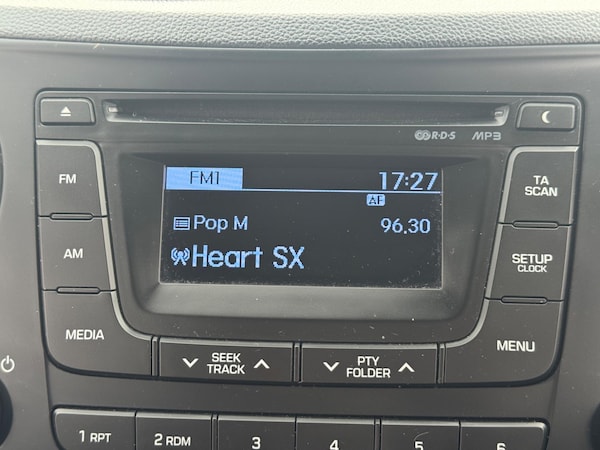 R·D·S MP3
FM1 17:27
AF
Pop M 96.30
Heart SX
FM
AM
MEDIA
TA
SCAN
SETUP
CLOCK
MENU
SEEK
TRACK
PTY
FOLDER
1 RPT
2 RDM
3
4
5
6